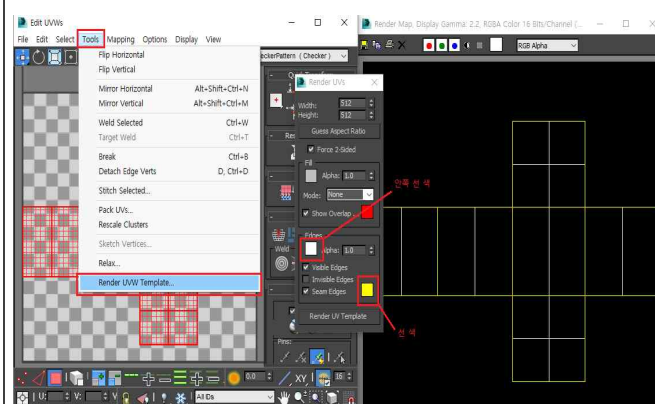 Edit UVWs
File Edit Select Tools Mapping Options Display View
Flip Horizontal
Flip Vertical
Mirror Horizontal Alt+Shift+Ctrl+N
Mirror Vertical Alt+Shift+Ctrl+M
Weld Selected Ctrl+W
Target Weld Ctrl+T
Break Ctrl+B
Detach Edge Verts D, Ctrl+D
Stitch Selected...
Pack UVs...
Rescale Clusters
Sketch Vertices...
Relax...
Render UVW Template...
eckerPattern ( Checker )
Weld
Pins:
0.0
XY
16
U: V:
All IDs
Render UVs
Width: 512
Height: 512
Guess Aspect Ratio
Force 2-Sided
Fill
Alpha: 1.0
Mode: None
Show Overlap
Edges
Alpha: 1.0
Visible Edges
Invisible Edges
Seam Edges
Render UV Template
안쪽 선 색
선 색
Render Map, Display Gamma: 2.2, RGBA Color 16 Bits/Channel (...
RGB Alpha